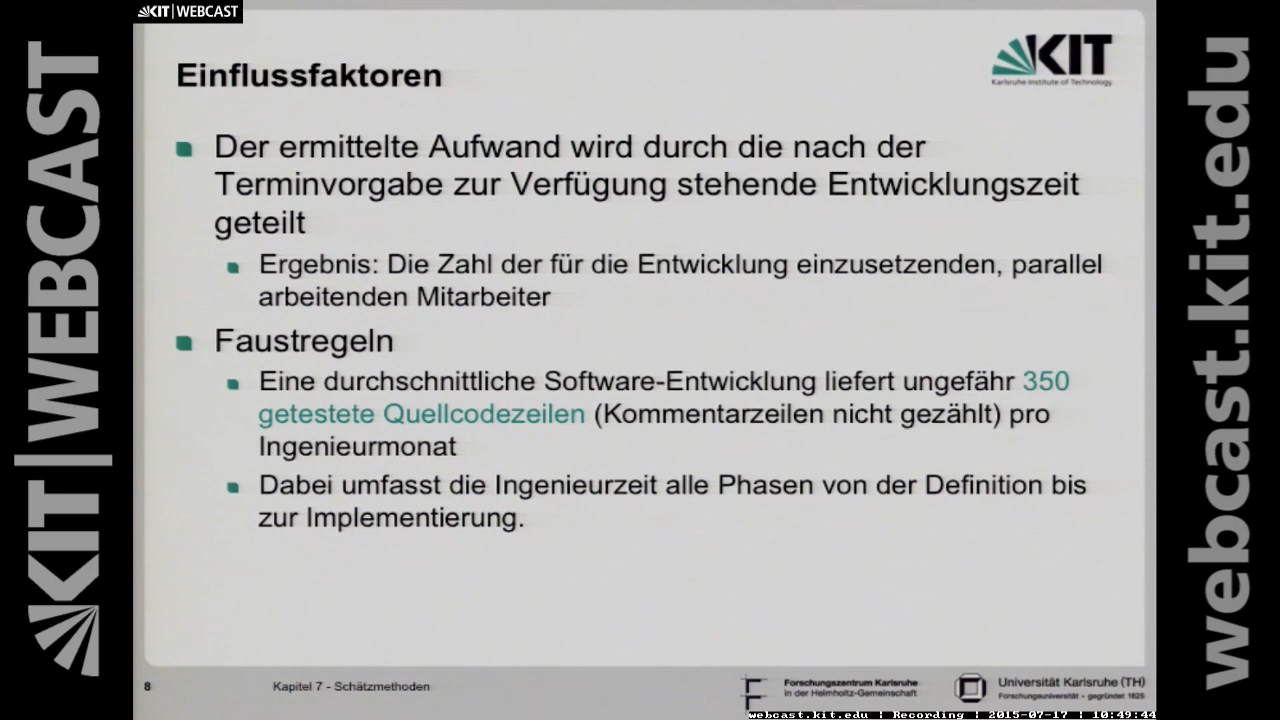 KIT | WEBCAST
KIT | WEBCAST
webcast.kit.edu
KIT
Karlsruhe Institute of Technology
Einflussfaktoren
Der ermittelte Aufwand wird durch die nach der
Terminvorgabe zur Verfügung stehende Entwicklungszeit
geteilt
Ergebnis: Die Zahl der für die Entwicklung einzusetzenden, parallel
arbeitenden Mitarbeiter
Faustregeln
Eine durchschnittliche Software-Entwicklung liefert ungefähr 350
getestete Quellcodezeilen (Kommentarzeilen nicht gezählt) pro
Ingenieurmonat
Dabei umfasst die Ingenieurzeit alle Phasen von der Definition bis
zur Implementierung.
8
Kapitel 7 - Schätzmethoden
Forschungszentrum Karlsruhe
in der Helmholtz-Gemeinschaft
Universität Karlsruhe (TH)
Forschungsuniversität - gegründet 1825
webcast.kit.edu | Recording | 2015-07-17 | 10:49:44